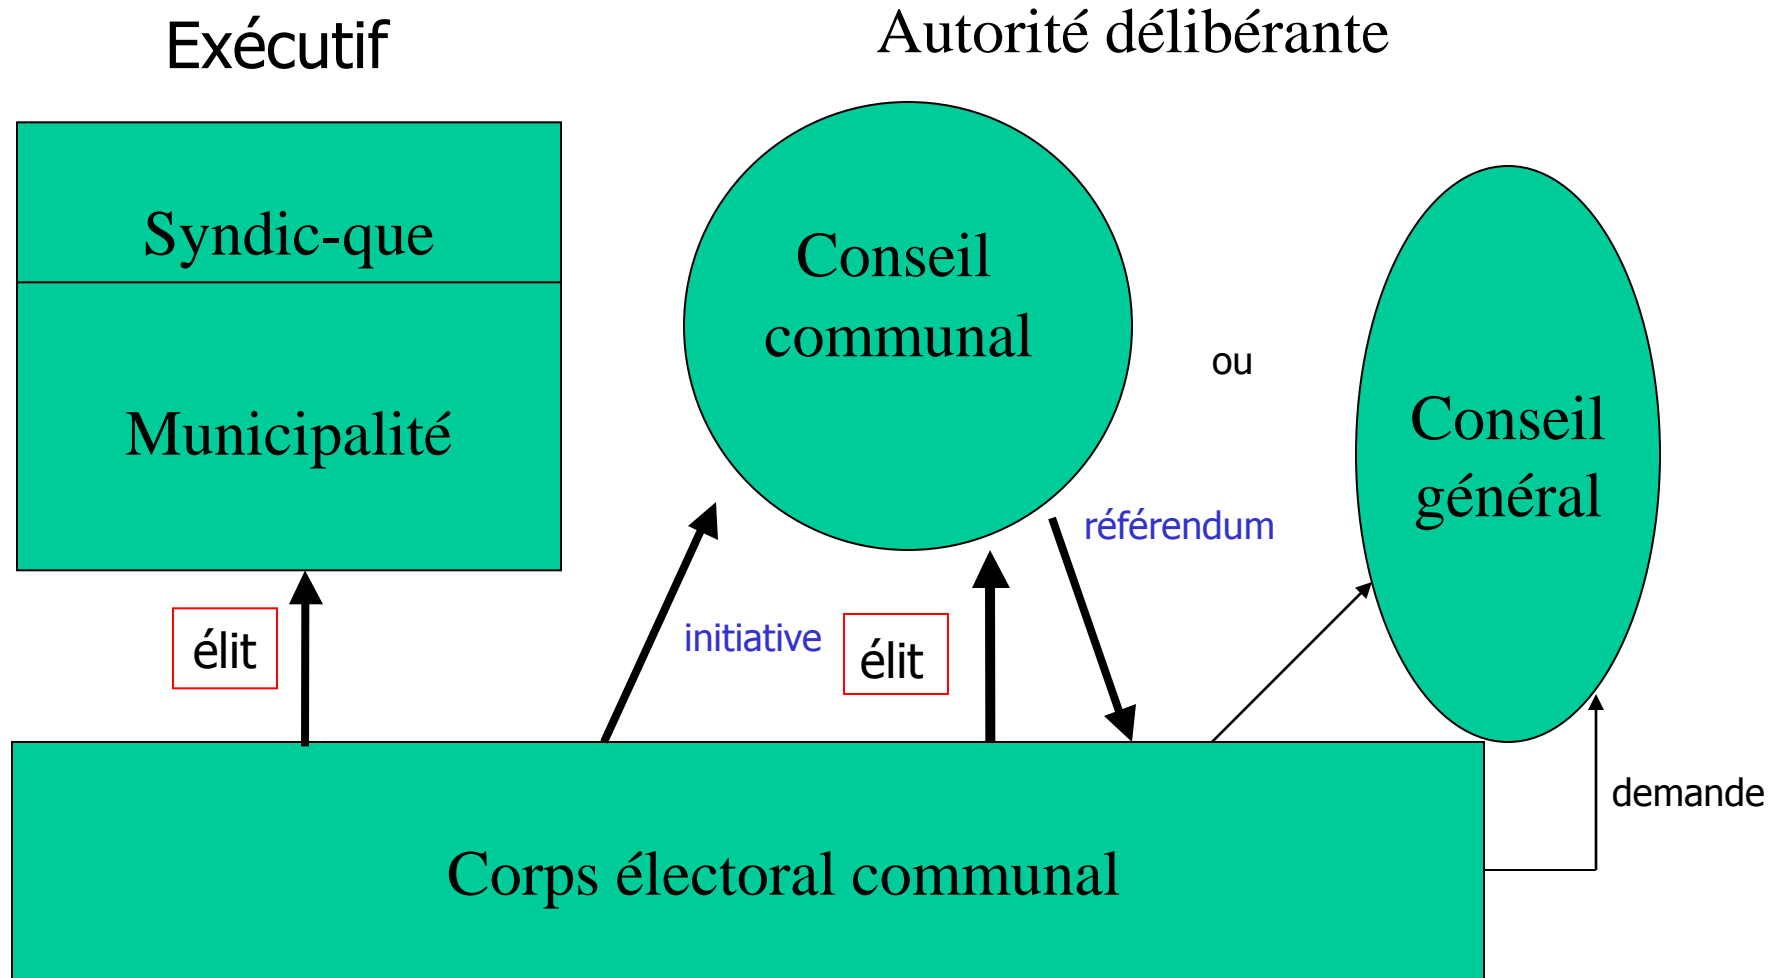 Exécutif
Autorité délibérante
Syndic-que
Municipalité
Conseil
communal
ou
Conseil
général
référendum
initiative
élit
élit
demande
Corps électoral communal